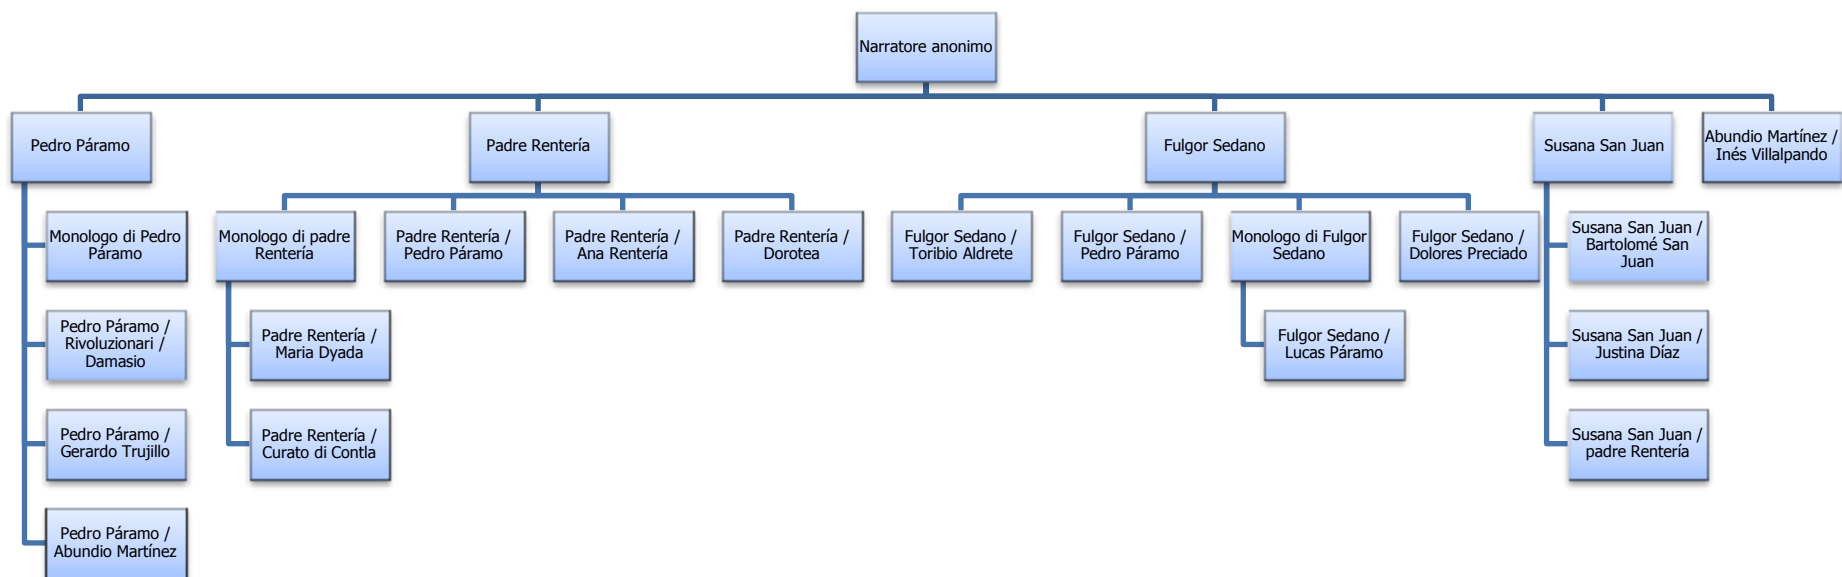 Narratore anonimo
Pedro Páramo
Padre Rentería
Fulgor Sedano
Susana San Juan
Abundio Martínez /
Inés Villalpando
Monologo di Pedro
Páramo
Monologo di padre
Rentería
Padre Rentería /
Pedro Páramo
Padre Rentería /
Ana Rentería
Padre Rentería /
Dorotea
Fulgor Sedano /
Toribio Aldrete
Fulgor Sedano /
Pedro Páramo
Monologo di Fulgor
Sedano
Fulgor Sedano /
Dolores Preciado
Susana San Juan /
Bartolomé San
Juan
Pedro Páramo /
Rivoluzionari /
Damasio
Padre Rentería /
Maria Dyada
Fulgor Sedano /
Lucas Páramo
Susana San Juan /
Justina Díaz
Pedro Páramo /
Gerardo Trujillo
Padre Rentería /
Curato di Contla
Susana San Juan /
padre Rentería
Pedro Páramo /
Abundio Martínez